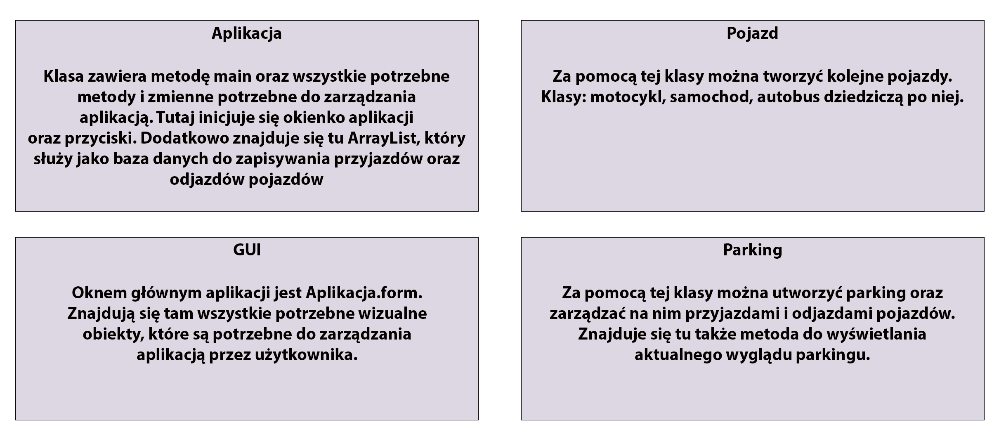 Aplikacja
Klasa zawiera metodę main oraz wszystkie potrzebne
metody i zmienne potrzebne do zarządzania
aplikacją. Tutaj inicjuje się okienko aplikacji
oraz przyciski. Dodatkowo znajduje się tu ArrayList, który
służy jako baza danych do zapisywania przyjazdów oraz
odjazdów pojazdów
Pojazd
Za pomocą tej klasy można tworzyć kolejne pojazdy.
Klasy: motocykl, samochod, autobus dziedziczą po niej.
GUI
Oknem głównym aplikacji jest Aplikacja.form.
Znajdują się tam wszystkie potrzebne wizualne
obiekty, które są potrzebne do zarządzania
aplikacją przez użytkownika.
Parking
Za pomocą tej klasy można utworzyć parking oraz
zarządzać na nim przyjazdami i odjazdami pojazdów.
Znajduje się tu także metoda do wyświetlania
aktualnego wyglądu parkingu.